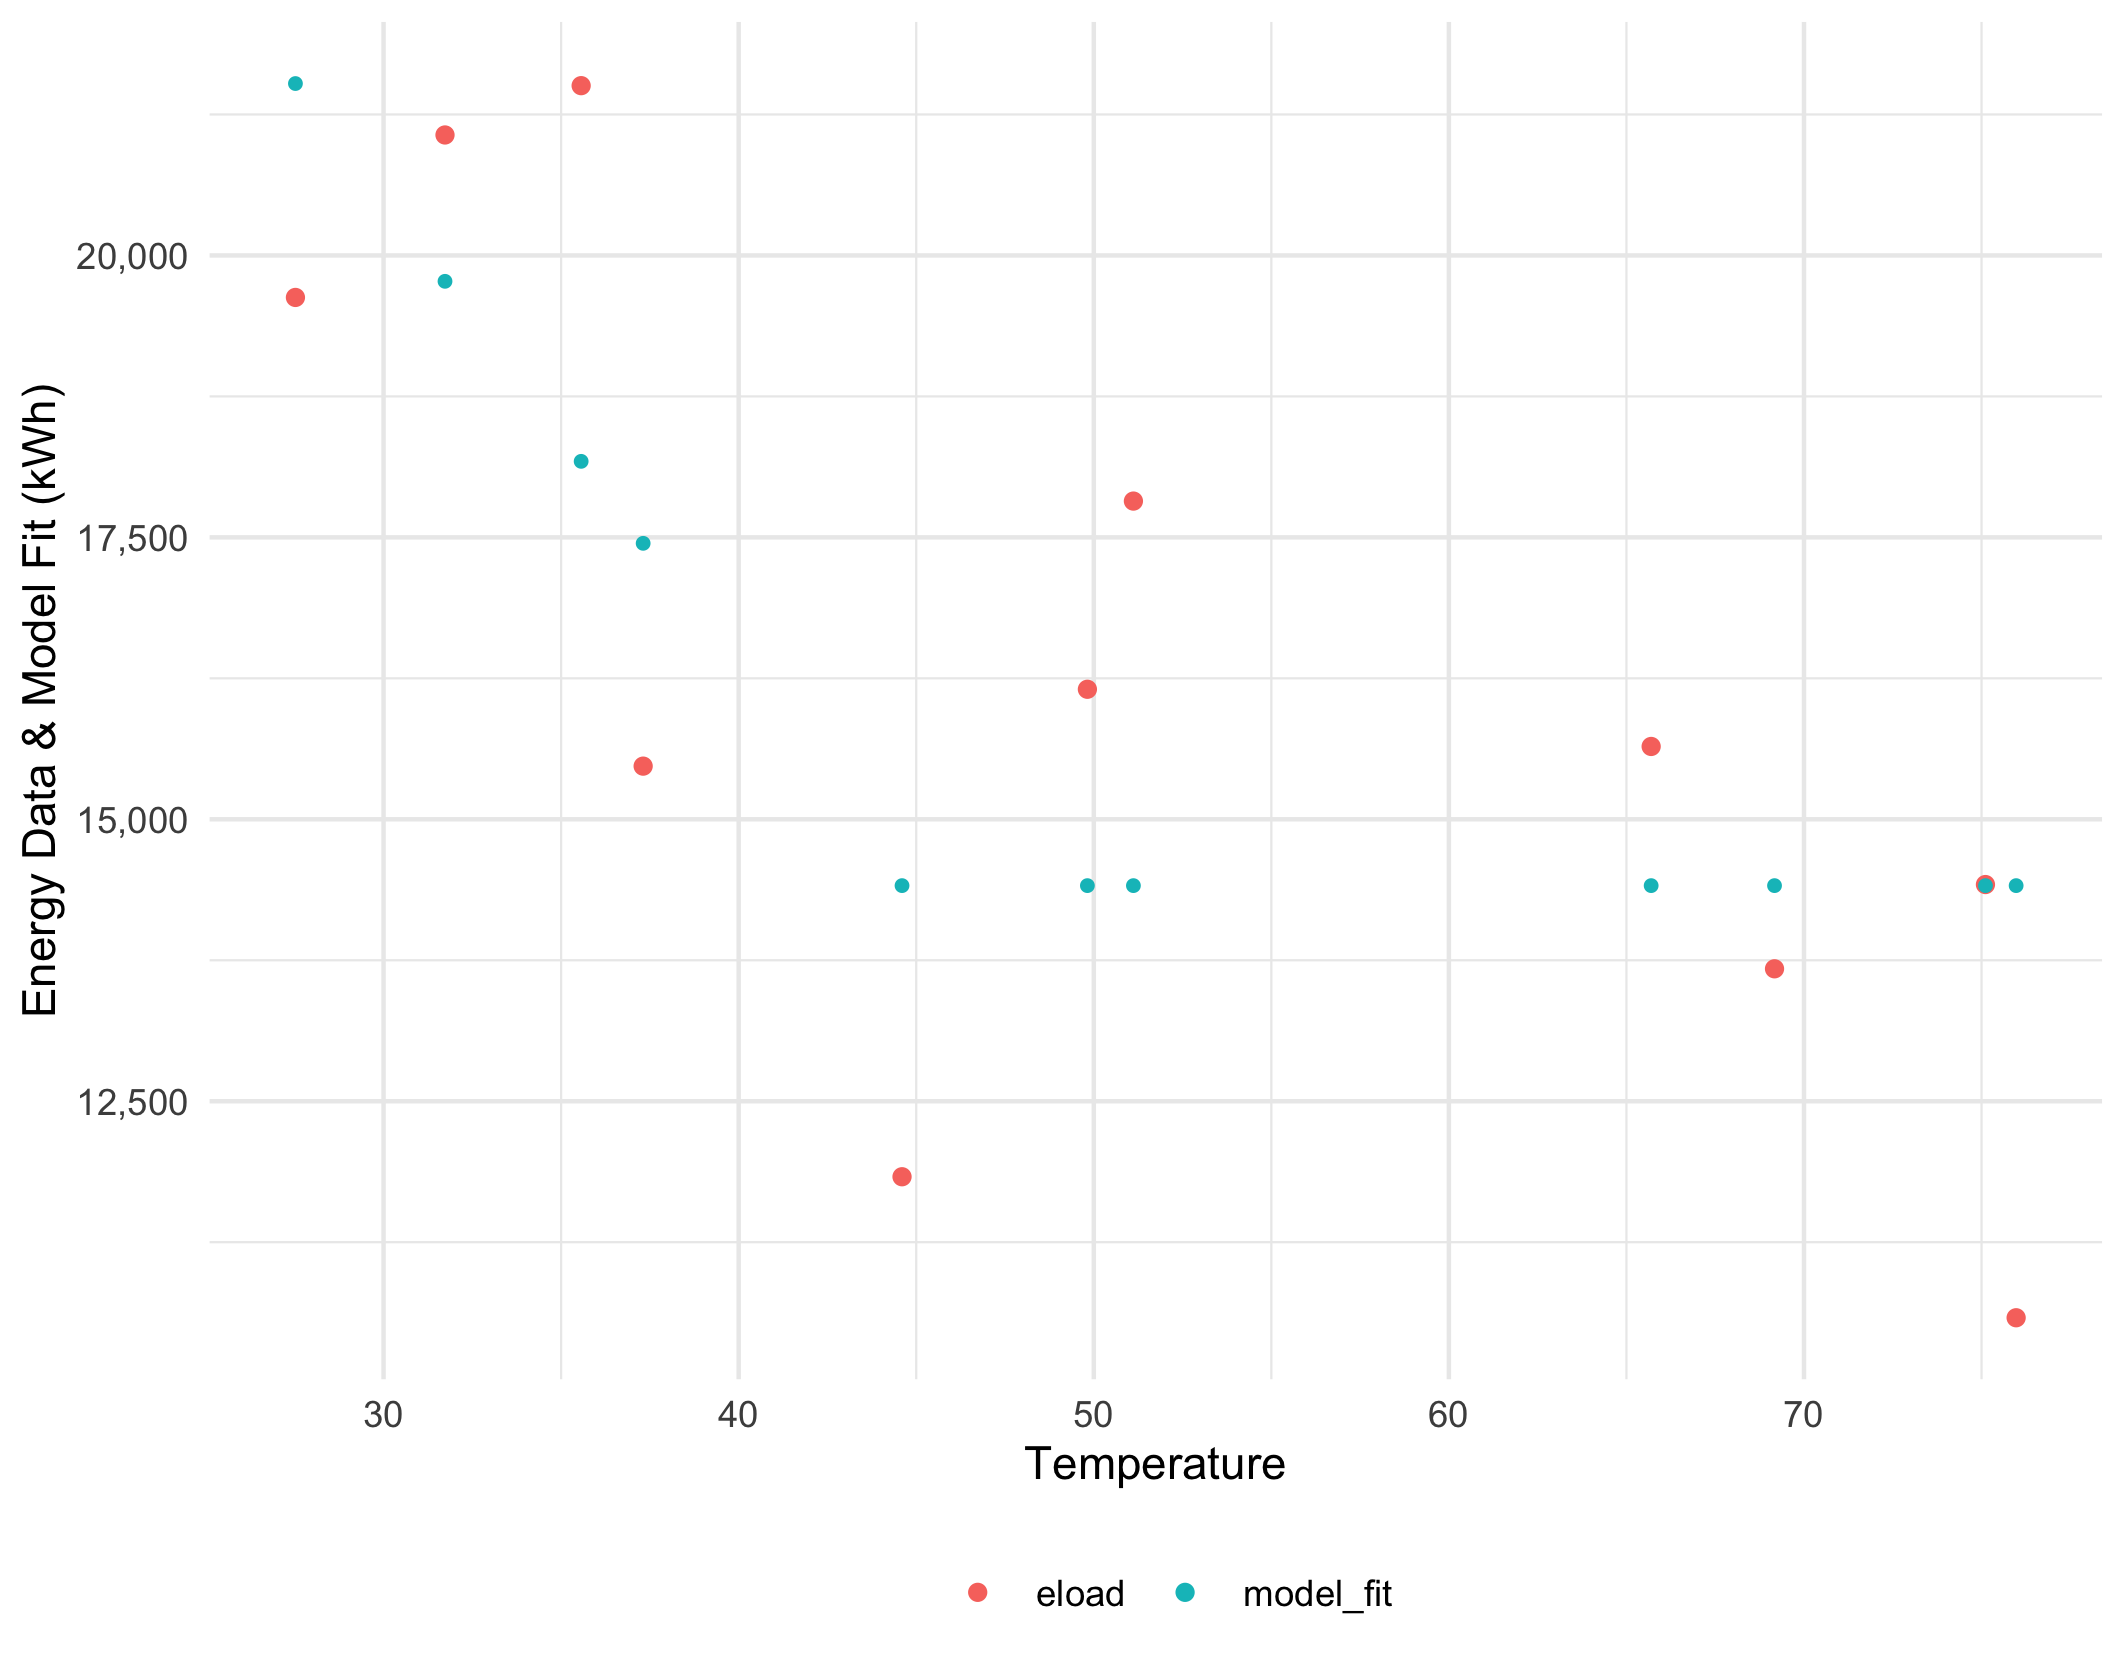 Energy Data & Model Fit (kWh)
20,000
17,500
15,000
12,500
30 40 50 60 70
Temperature
eload model_fit